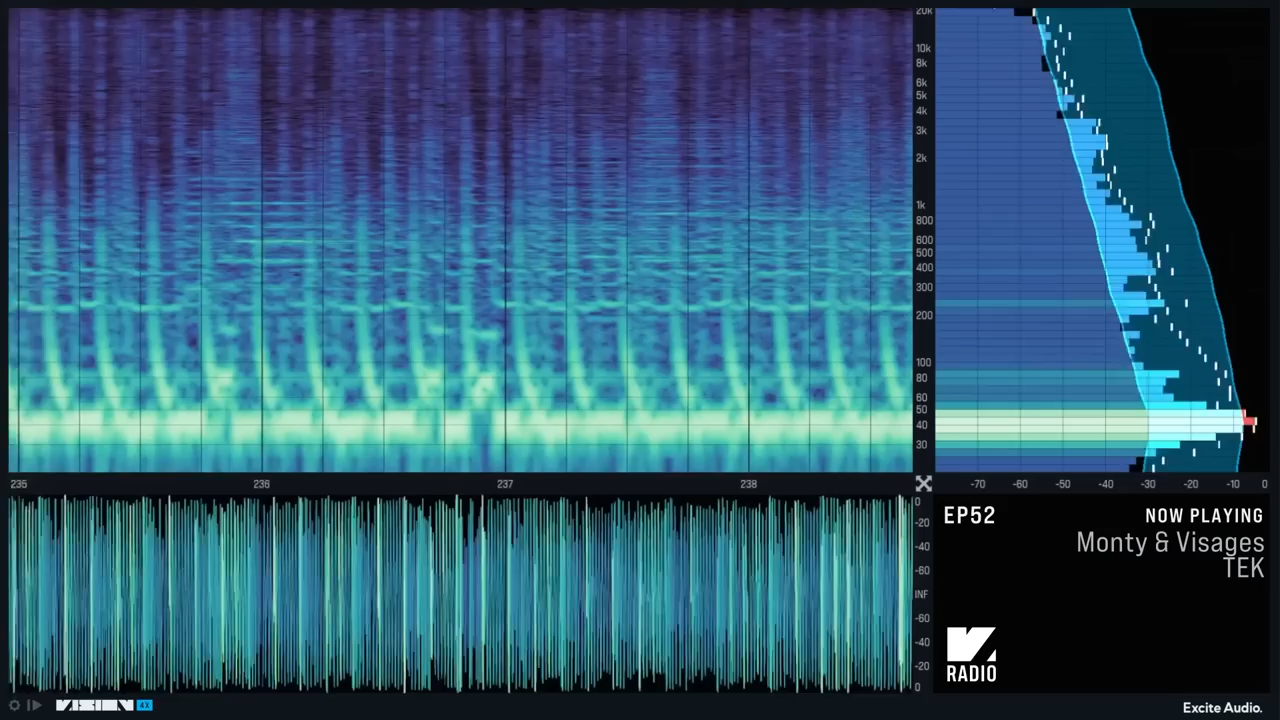 20k
10k
8k
6k
5k
4k
3k
2k
1k
800
600
500
400
300
200
100
80
60
50
40
30
235
236
237
238
-70
-60
-50
-40
-30
-20
-10
0
0
-20
-40
-60
INF
-60
-40
-20
0
EP52
NOW PLAYING
Monty & Visages
TEK
RADIO
VISION 4X
Excite Audio.